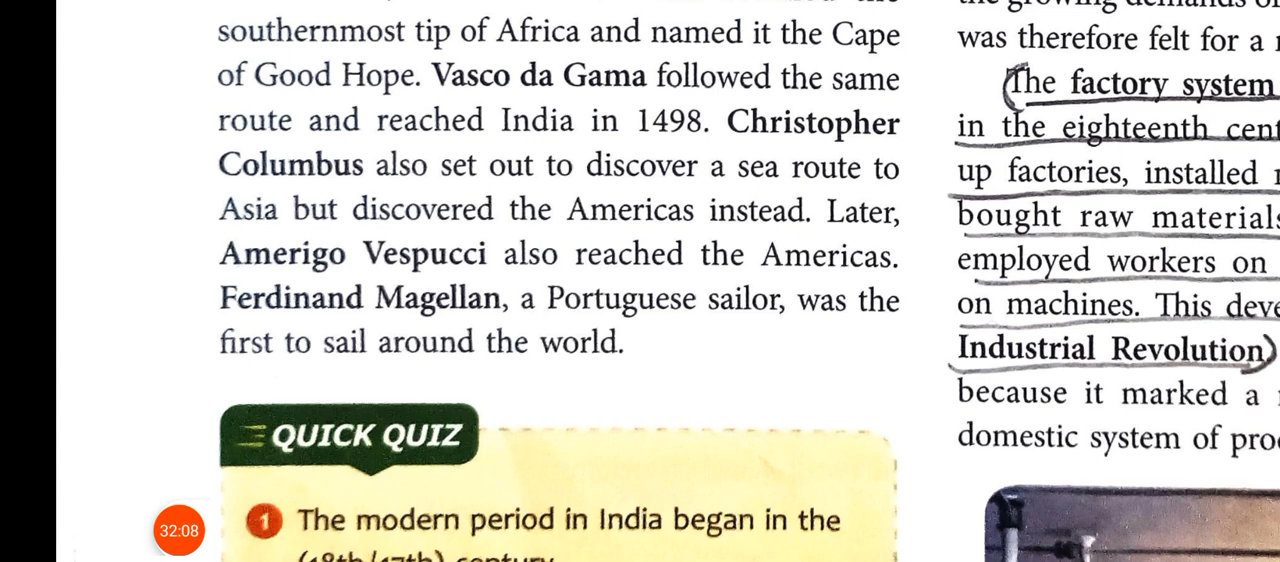 southernmost tip of Africa and named it the Cape
of Good Hope. Vasco da Gama followed the same
route and reached India in 1498. Christopher
Columbus also set out to discover a sea route to
Asia but discovered the Americas instead. Later,
Amerigo Vespucci also reached the Americas.
Ferdinand Magellan, a Portuguese sailor, was the
first to sail around the world.
QUICK QUIZ
1 The modern period in India began in the
32:08
was therefore felt for a
The factory system
in the eighteenth
up factories, installed
bought raw materials
employed workers on
on machines. This
Industrial Revolution)
because it marked a
domestic system of